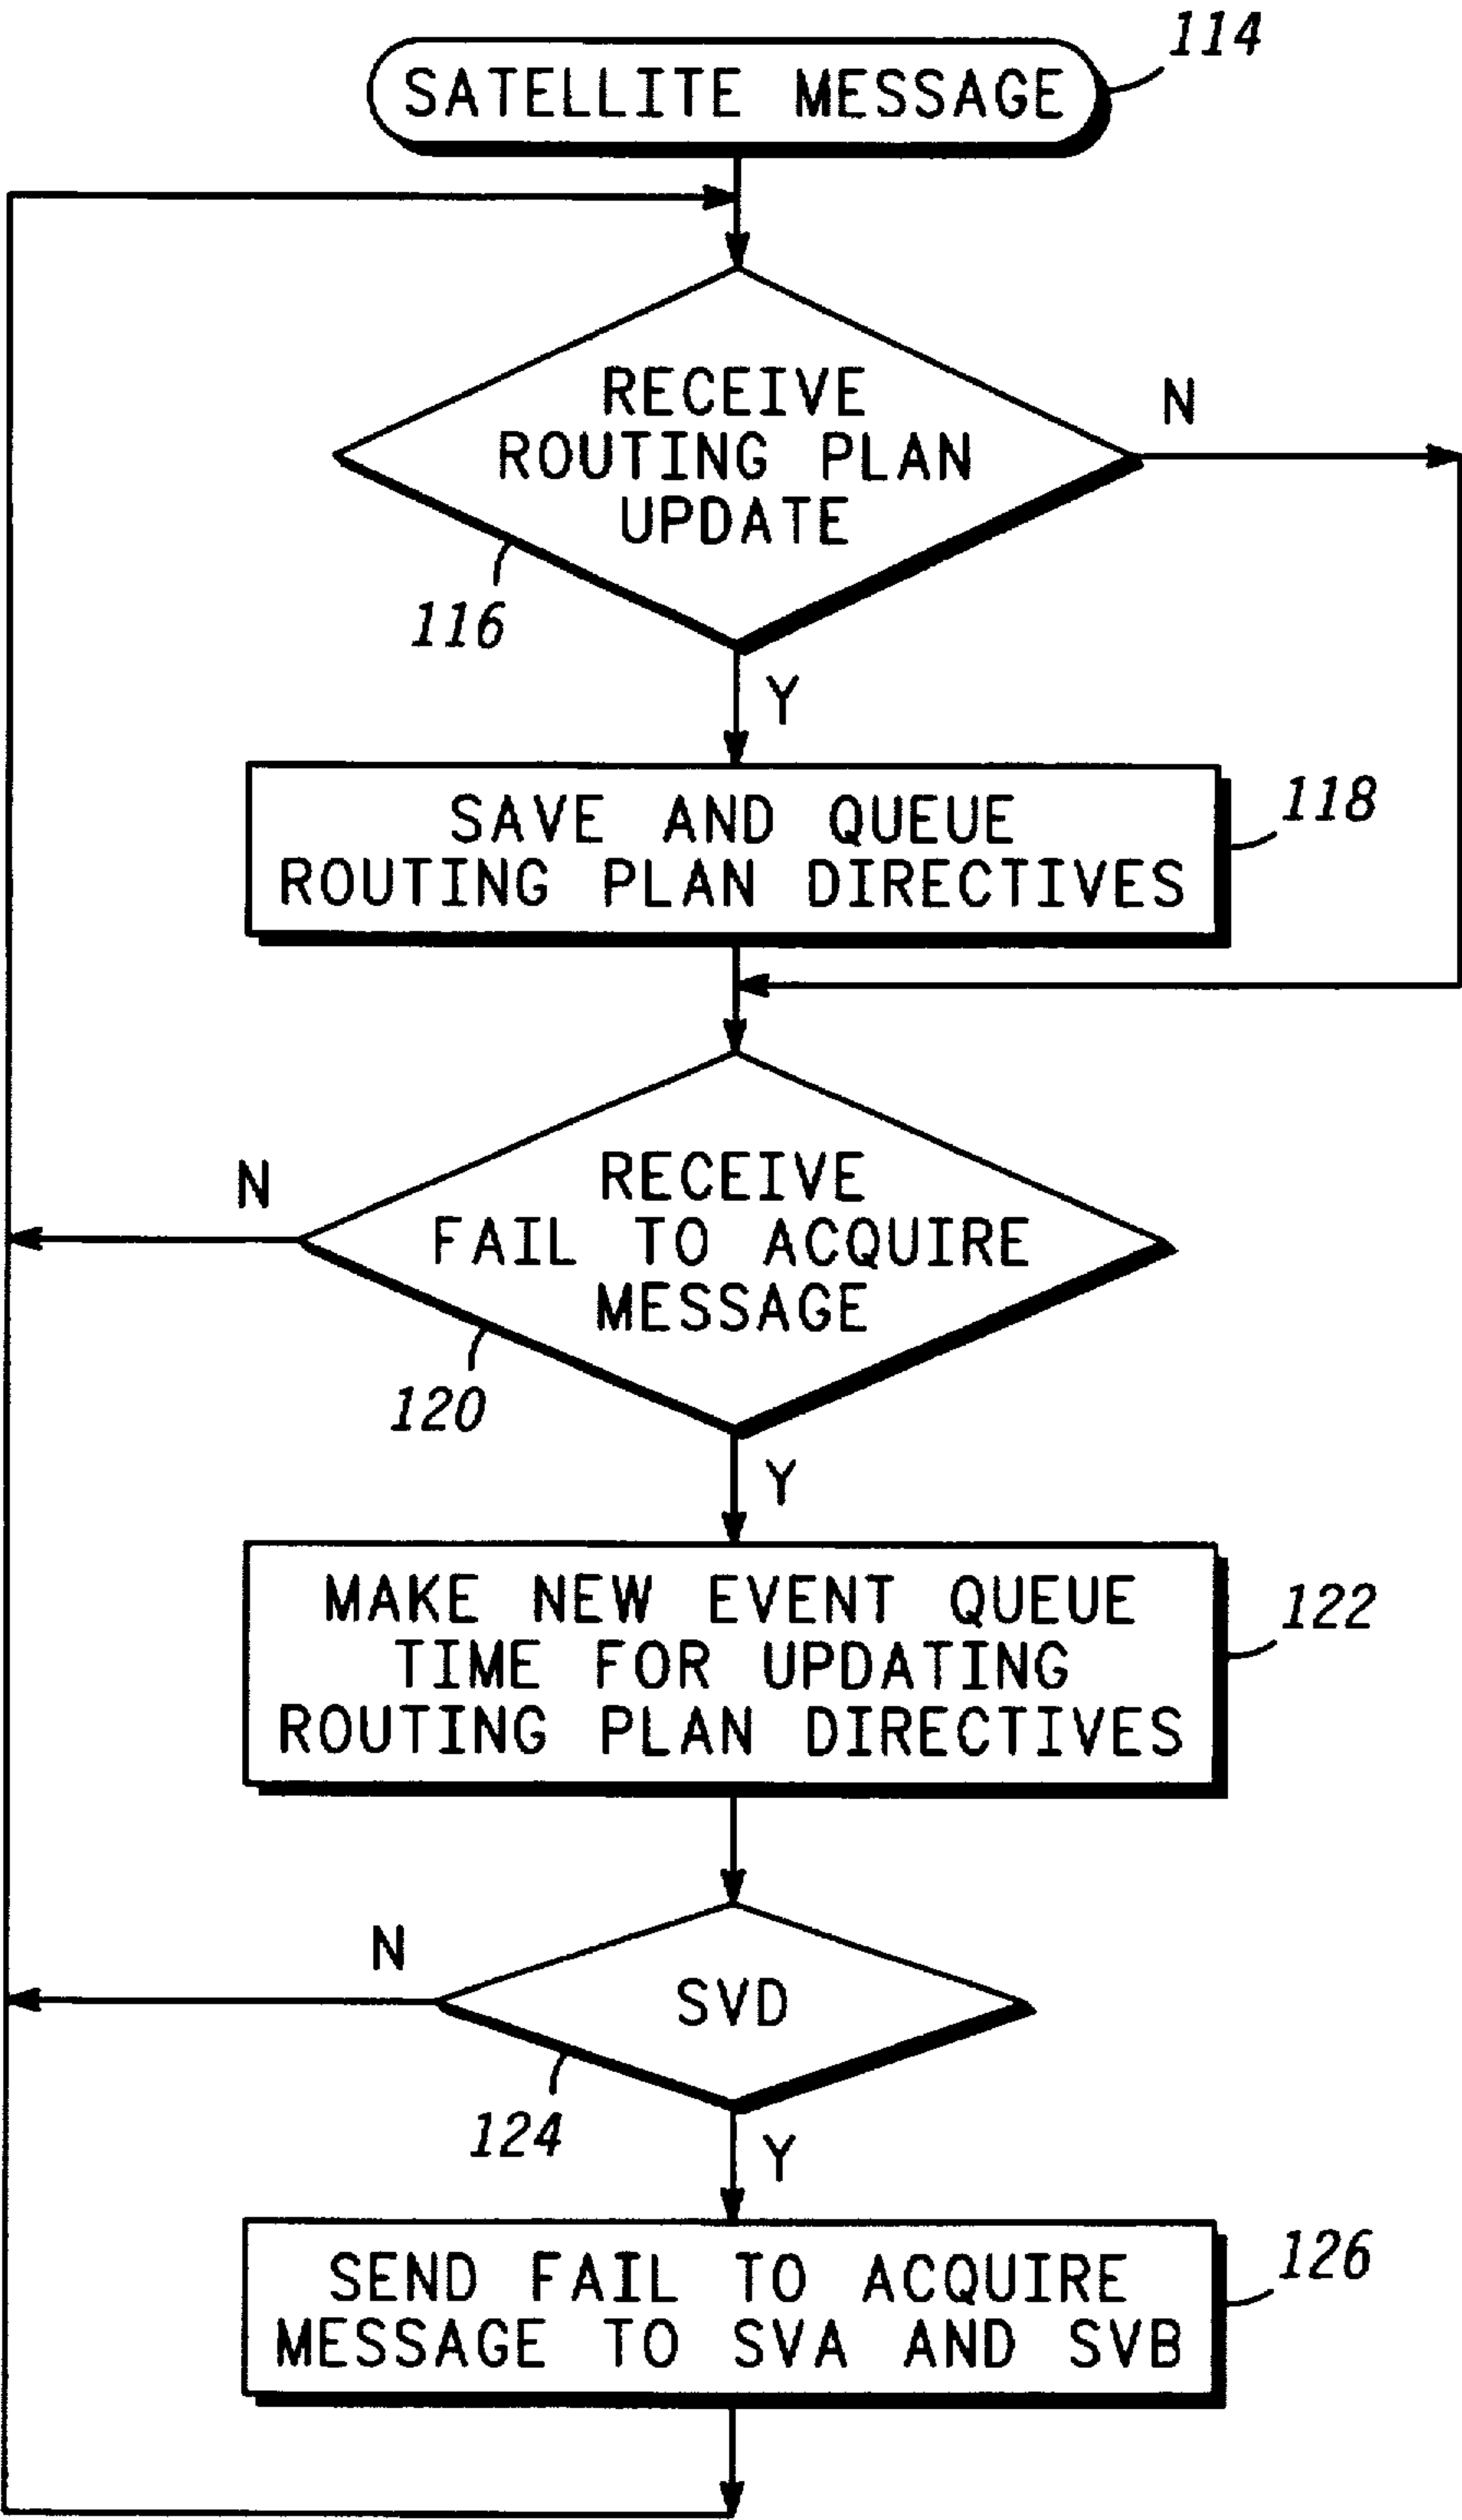 114
SATELLITE MESSAGE
RECEIVE
ROUTING PLAN
UPDATE
N
116
Y
SAVE AND QUEUE
ROUTING PLAN DIRECTIVES
118
RECEIVE
FAIL TO ACQUIRE
MESSAGE
N
120
Y
MAKE NEW EVENT QUEUE
TIME FOR UPDATING
ROUTING PLAN DIRECTIVES
122
N
SVD
124
Y
SEND FAIL TO ACQUIRE
MESSAGE TO SVA AND SVB
126